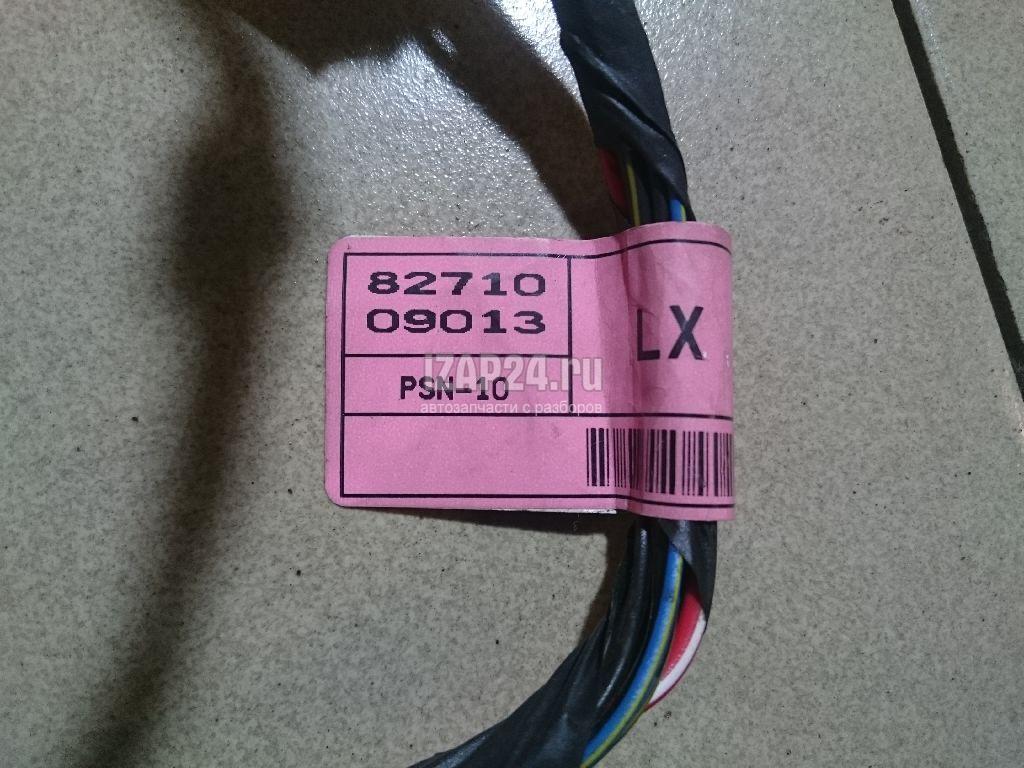 82710
09013
LX
IZAP24.ru
PSN-10
автозапчасти с разборов